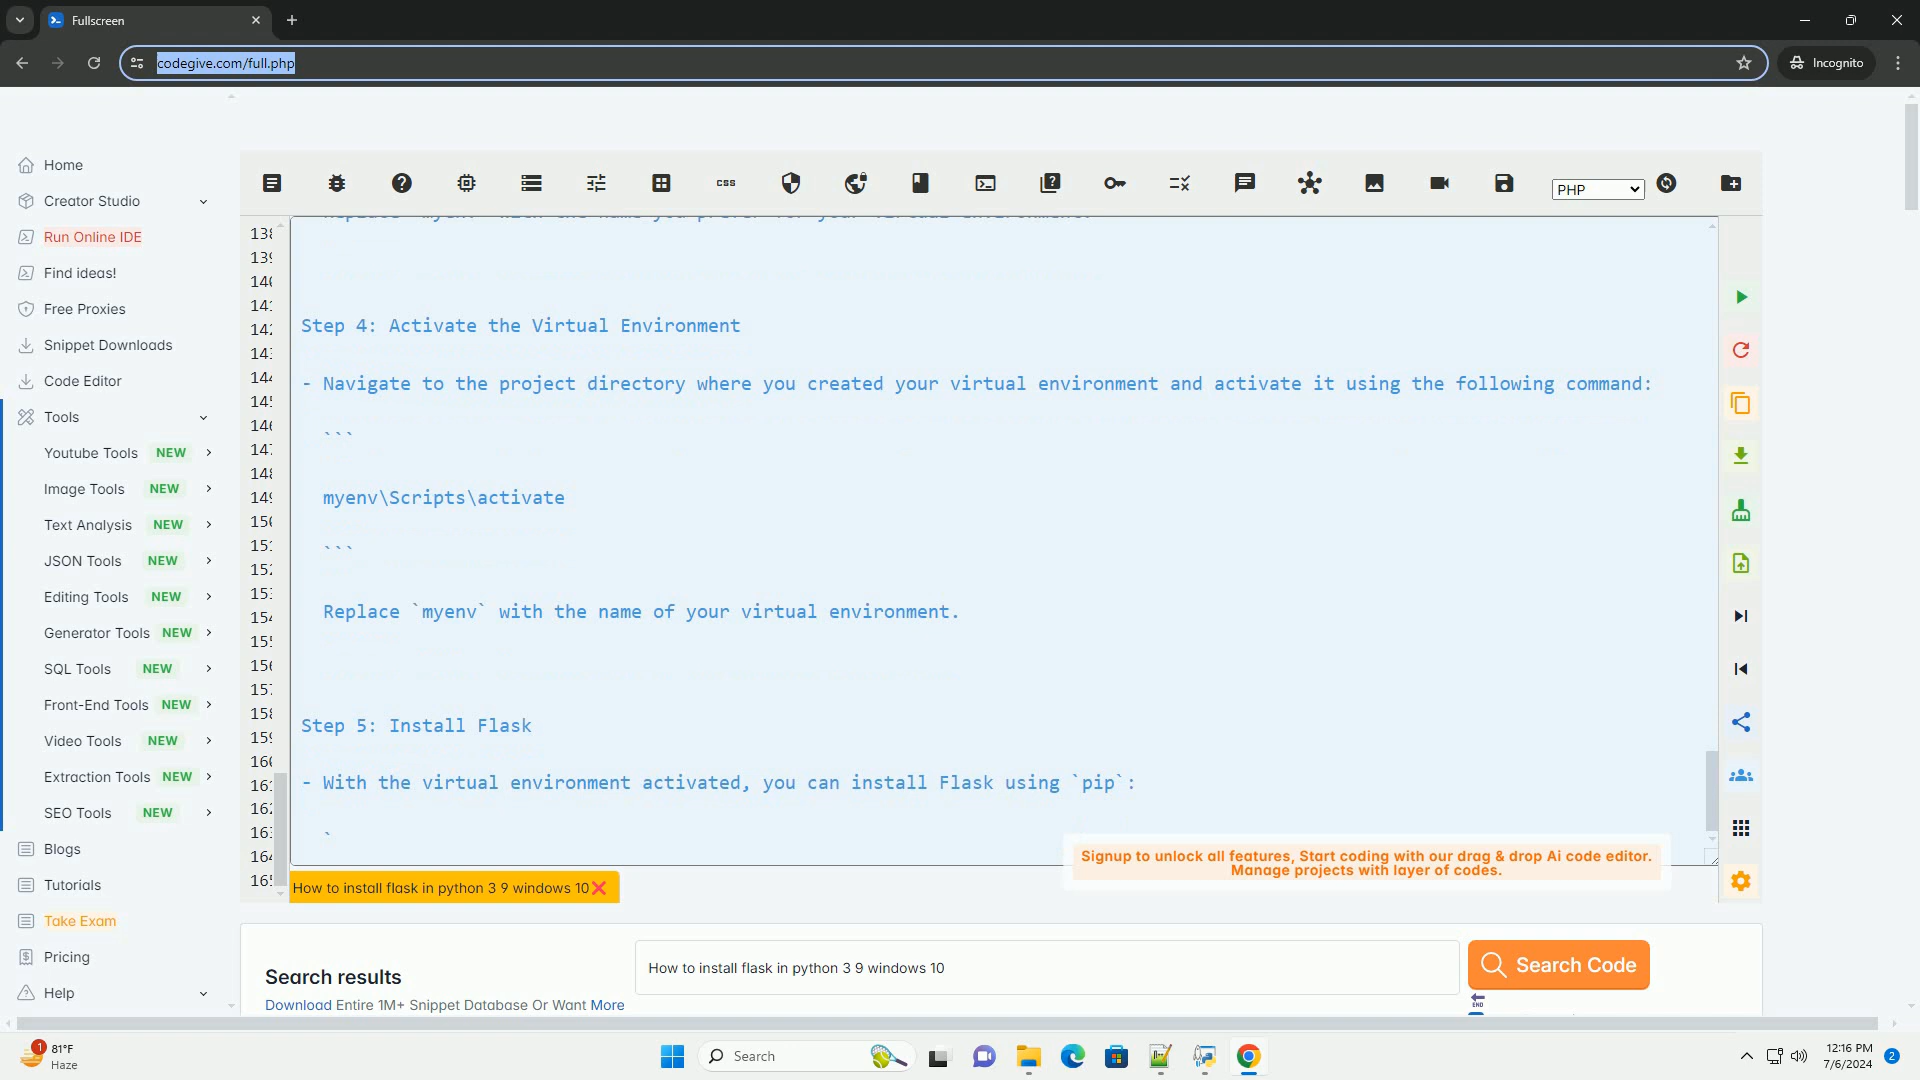 Fullscreen
codegive.com/full.php
Incognito
Home
Creator Studio
Run Online IDE
Find ideas!
Free Proxies
Snippet Downloads
Code Editor
Tools
Youtube Tools NEW
Image Tools NEW
Text Analysis NEW
JSON Tools NEW
Editing Tools NEW
Generator Tools NEW
SQL Tools NEW
Front-End Tools NEW
Video Tools NEW
Extraction Tools NEW
SEO Tools NEW
Blogs
Tutorials
Take Exam
Pricing
Help
css
PHP
Step 4: Activate the Virtual Environment
- Navigate to the project directory where you created your virtual environment and activate it using the following command:
```
myenv\Scripts\activate
```
Replace `myenv` with the name of your virtual environment.
Step 5: Install Flask
- With the virtual environment activated, you can install Flask using `pip`:
`
Signup to unlock all features, Start coding with our drag & drop Ai code editor.
Manage projects with layer of codes.
How to install flask in python 3 9 windows 10
Search results
How to install flask in python 3 9 windows 10
Search Code
Download Entire 1M+ Snippet Database Or Want More
END
1
81°F
Haze
Search
12:16 PM
7/6/2024
2